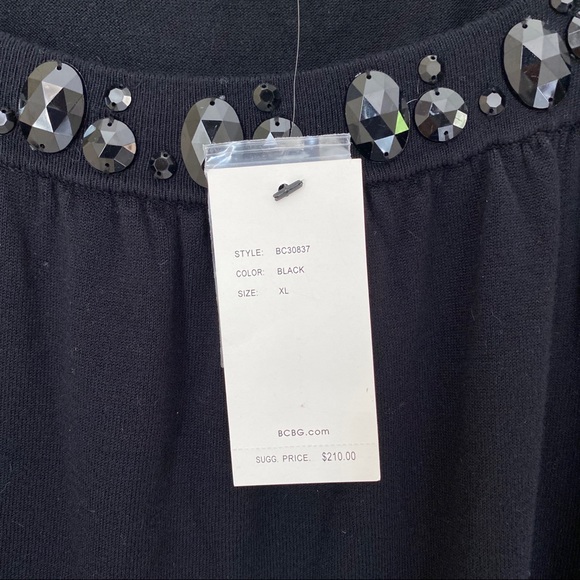 STYLE: BC30837
COLOR: BLACK
SIZE: XL
BCBG.com
SUGG. PRICE. $210.00